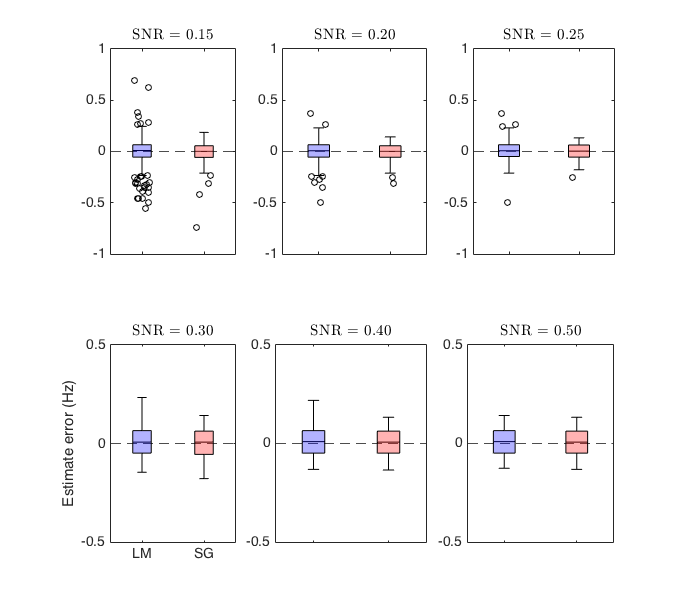 SNR = 0.15 SNR = 0.20 SNR = 0.25
1 1 1
0.5 0.5 0.5
0 0 0
-0.5 -0.5 -0.5
-1 -1 -1
SNR = 0.30 SNR = 0.40 SNR = 0.50
0.5 0.5 0.5
Estimate error (Hz)
0 0 0
-0.5 -0.5 -0.5
LM SG